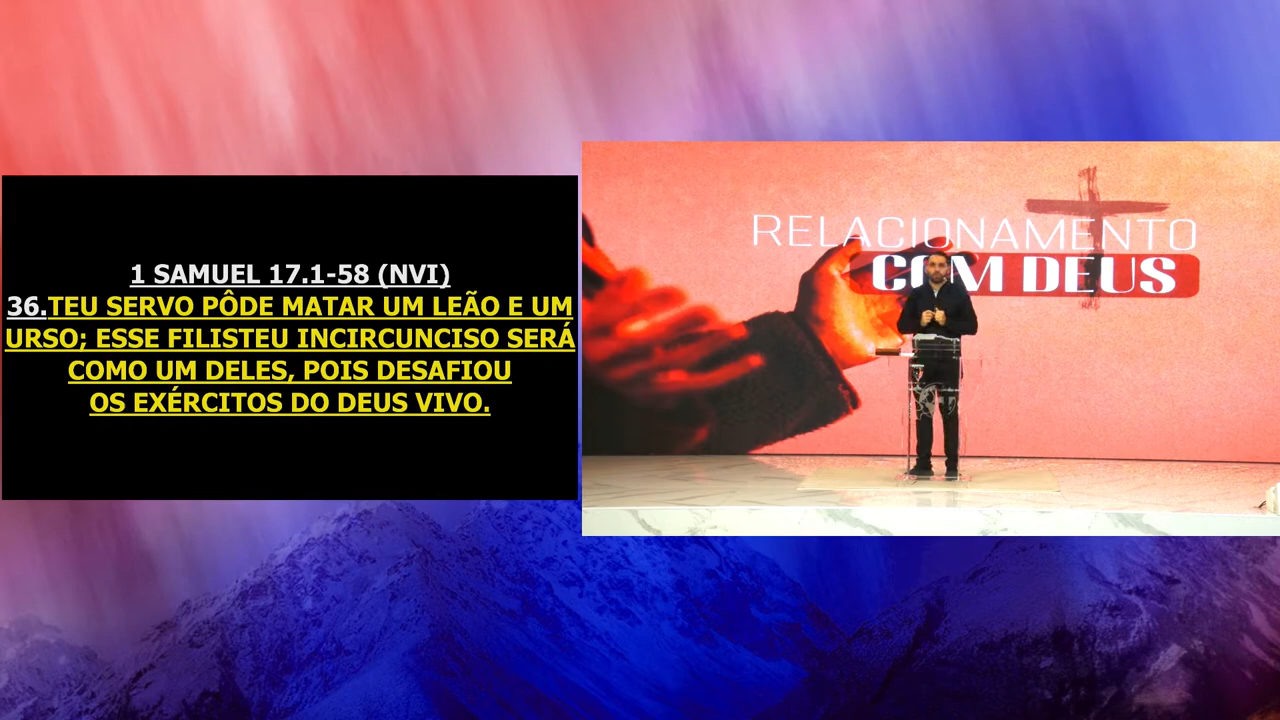 1 SAMUEL 17.1-58 (NVI)
36.TEU SERVO PÔDE MATAR UM LEÃO E UM
URSO; ESSE FILISTEU INCIRCUNCISO SERÁ
COMO UM DELES, POIS DESAFIOU
OS EXÉRCITOS DO DEUS VIVO.
RELACIONAMENTO
COM DEUS